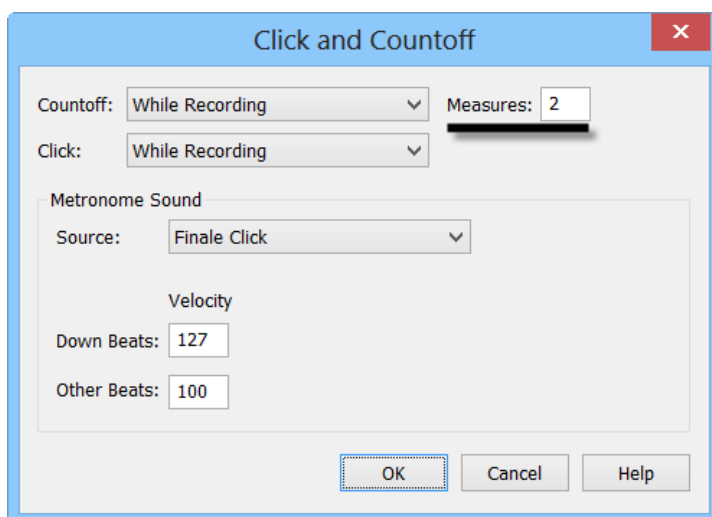 Click and Countoff
Countoff: While Recording Measures: 2
Click: While Recording
Metronome Sound
Source: Finale Click
Velocity
Down Beats: 127
Other Beats: 100
OK Cancel Help